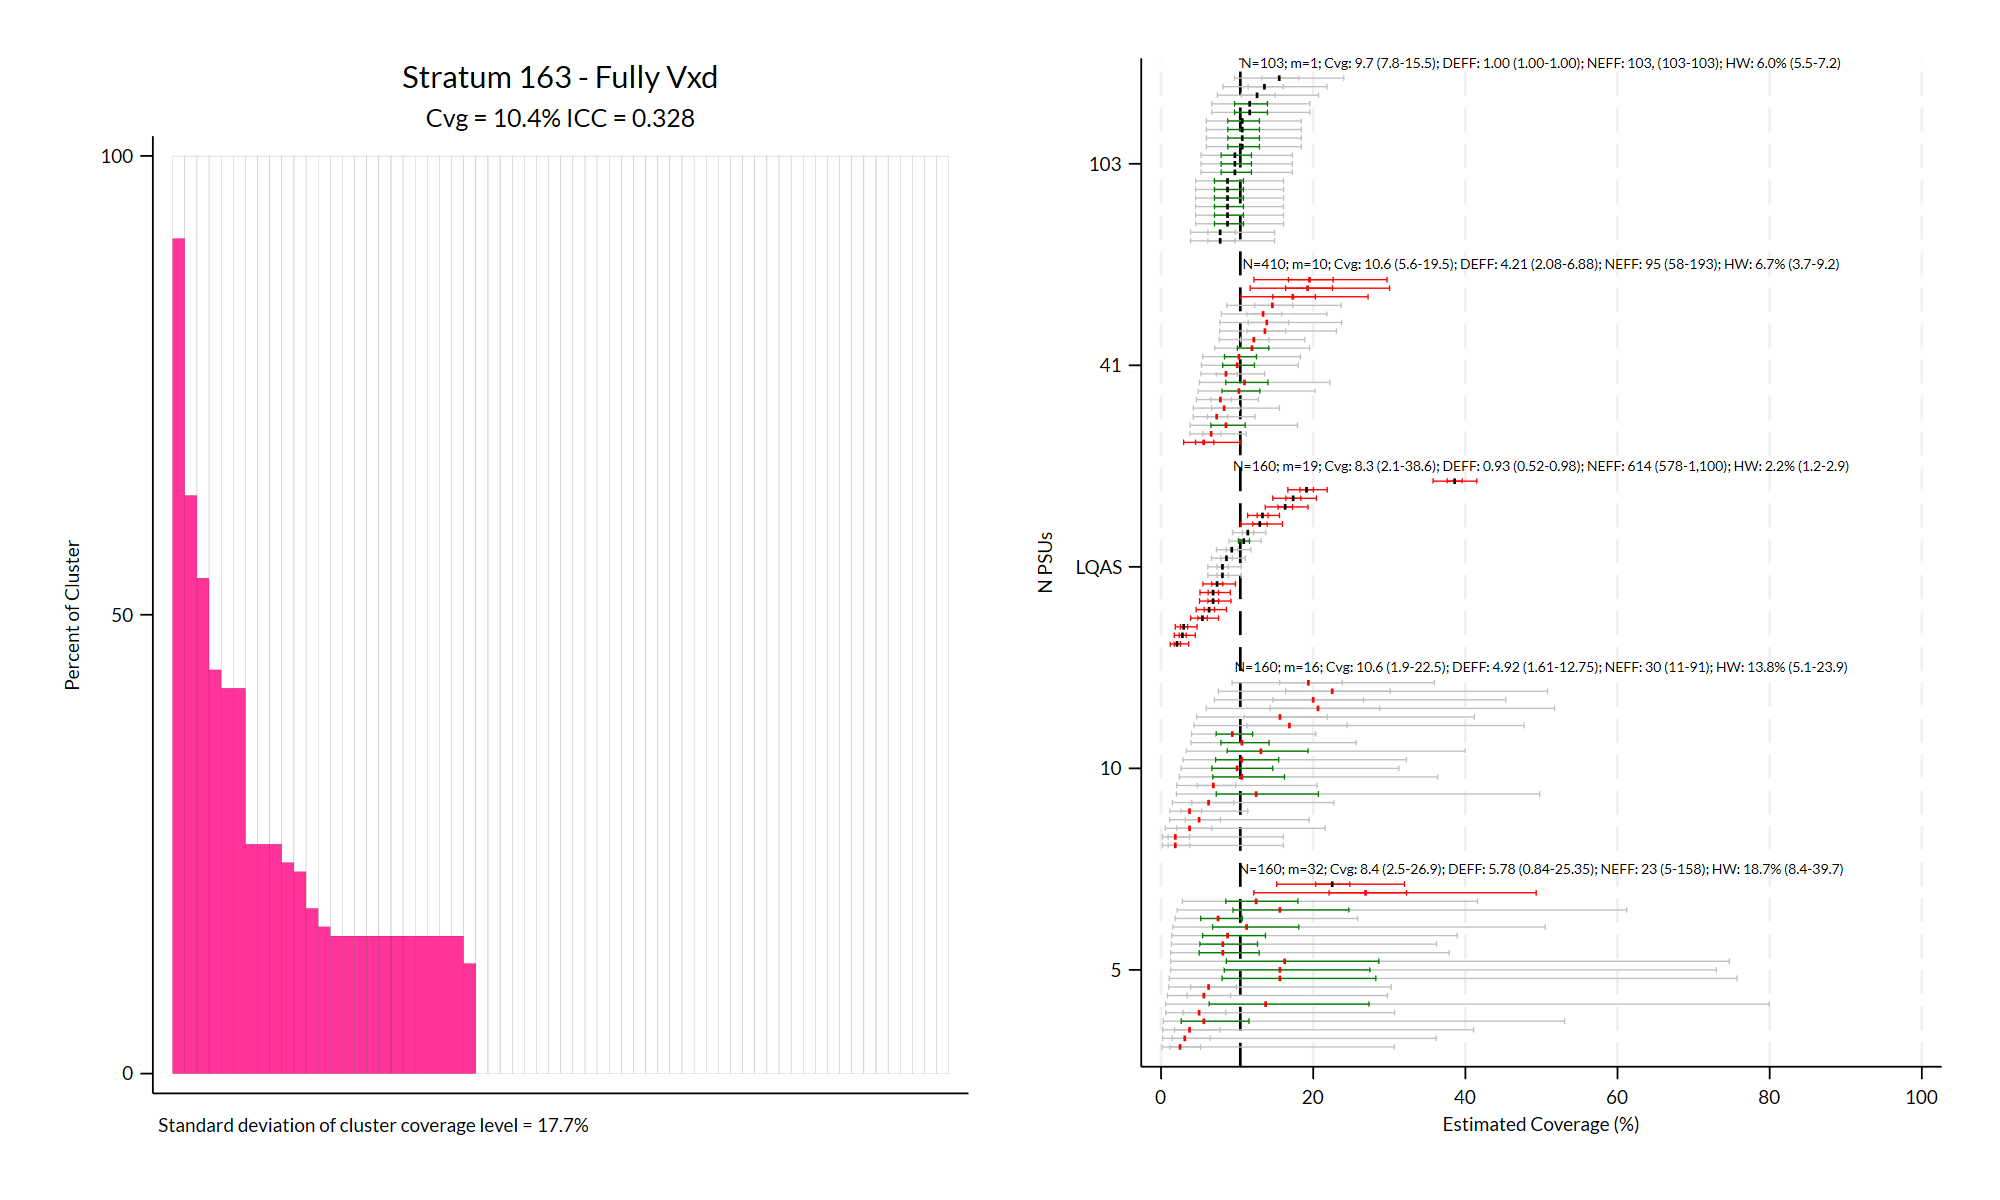 Stratum 163 - Fully Vxd
Cvg = 10.4% ICC = 0.328
100
50
0
Percent of Cluster
Standard deviation of cluster coverage level = 17.7%
N=103; m=1; Cvg: 9.7 (7.8-15.5); DEFF: 1.00 (1.00-1.00); NEFF: 103, (103-103); HW: 6.0% (5.5-7.2)
103
N=410; m=10; Cvg: 10.6 (5.6-19.5); DEFF: 4.21 (2.08-6.88); NEFF: 95 (58-193); HW: 6.7% (3.7-9.2)
41
N=160; m=19; Cvg: 8.3 (2.1-38.6); DEFF: 0.93 (0.52-0.98); NEFF: 614 (578-1,100); HW: 2.2% (1.2-2.9)
N PSUs
LQAS
N=160; m=16; Cvg: 10.6 (1.9-22.5); DEFF: 4.92 (1.61-12.75); NEFF: 30 (11-91); HW: 13.8% (5.1-23.9)
10
N=160; m=32; Cvg: 8.4 (2.5-26.9); DEFF: 5.78 (0.84-25.35); NEFF: 23 (5-158); HW: 18.7% (8.4-39.7)
5
0 20 40 60 80 100
Estimated Coverage (%)